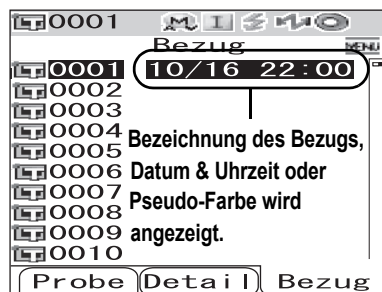 0001 M I
Bezug MENU
0001 10/16 22:00
0002
0003
0004
0005 Bezeichnung des Bezugs,
0006 Datum & Uhrzeit oder
0007 Pseudo-Farbe wird
0008
0009 angezeigt.
0010
Probe Detail Bezug